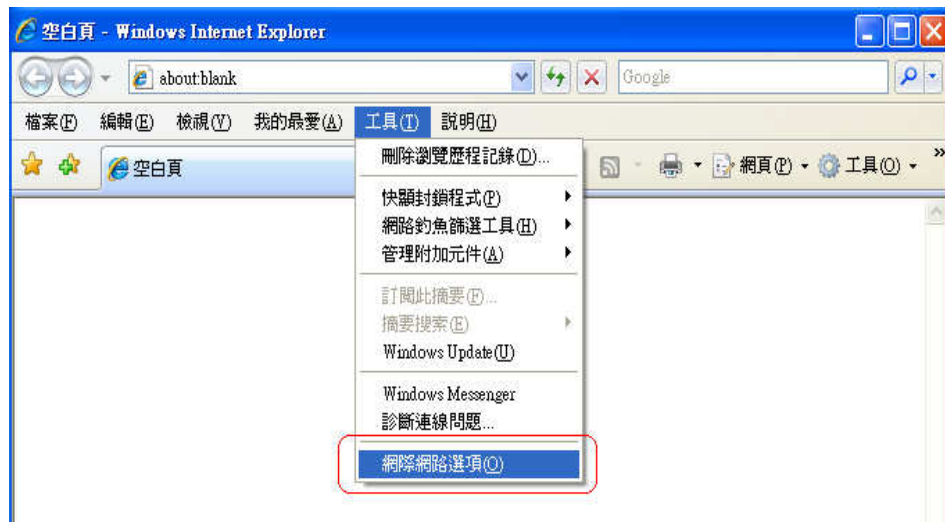 空白頁 - Windows Internet Explorer
about:blank
Google
檔案(F) 編輯(E) 檢視(V) 我的最愛(A) 工具(T) 說明(H)
空白頁
網頁(P) 工具(O) »
刪除瀏覽歷程記錄(D)...
快顯封鎖程式(P)
網路釣魚篩選工具(H)
管理附加元件(A)
訂閱此摘要(F)...
摘要搜索(E)
Windows Update(U)
Windows Messenger
診斷連線問題...
網際網路選項(O)